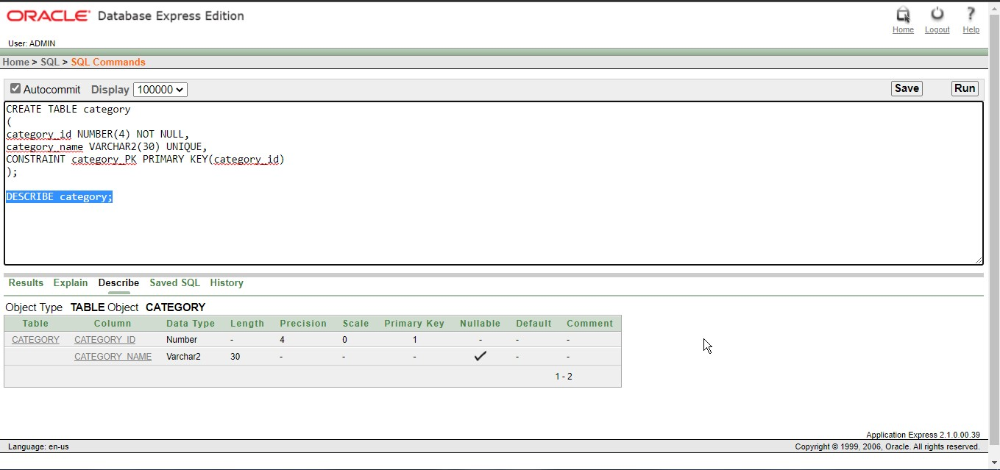 ORACLE Database Express Edition
Home Logout Help
User: ADMIN
Home > SQL > SQL Commands
Autocommit Display 100000 Save Run
CREATE TABLE category
(
category_id NUMBER(4) NOT NULL,
category_name VARCHAR2(30) UNIQUE,
CONSTRAINT category_PK PRIMARY KEY(category_id)
);
DESCRIBE category;
Results Explain Describe Saved SQL History
Object Type TABLE Object CATEGORY
Table Column Data Type Length Precision Scale Primary Key Nullable Default Comment
CATEGORY CATEGORY_ID Number - 4 0 1 - - -
CATEGORY_NAME Varchar2 30 - - - ✓ - -
1 - 2
Application Express 2.1.0.00.39
Language: en-us Copyright © 1999, 2006, Oracle. All rights reserved.